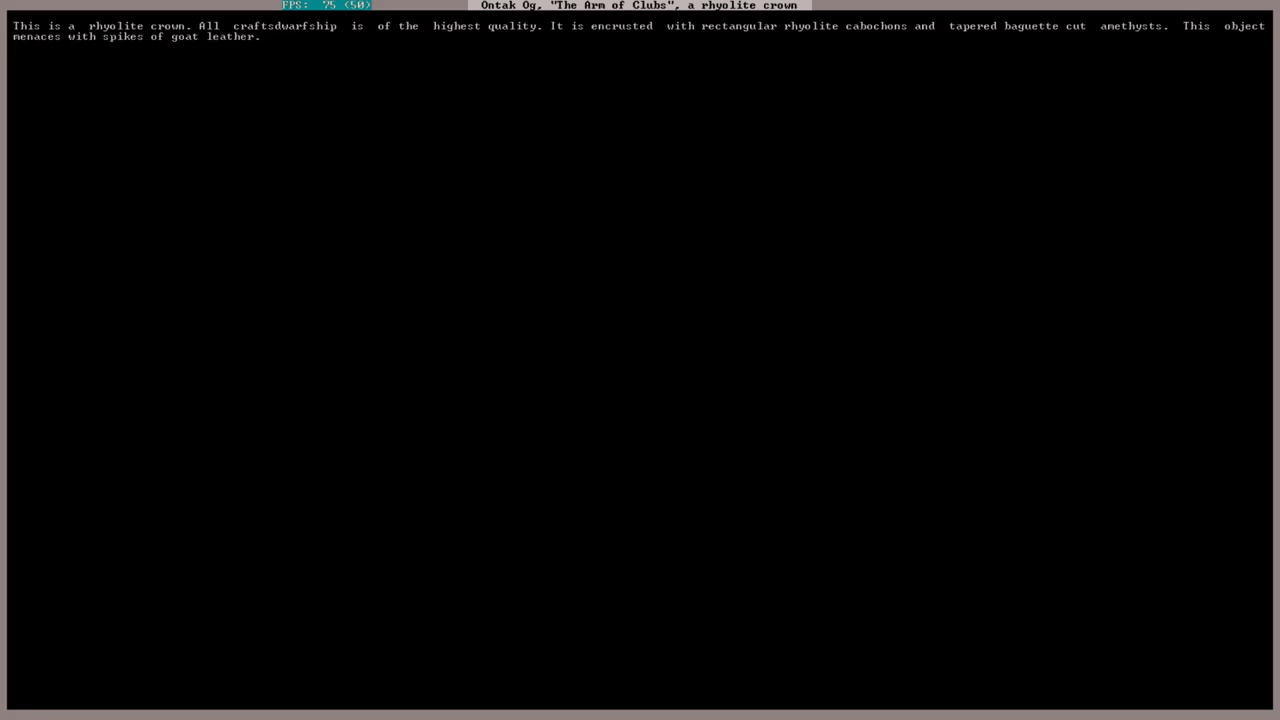 FPS: 75 (50) Ontak Og, "The Arm of Clubs", a rhyolite crown
This is a rhyolite crown. All craftsdwarfship is of the highest quality. It is encrusted with rectangular rhyolite cabochons and tapered baguette cut amethysts. This object
menaces with spikes of goat leather.